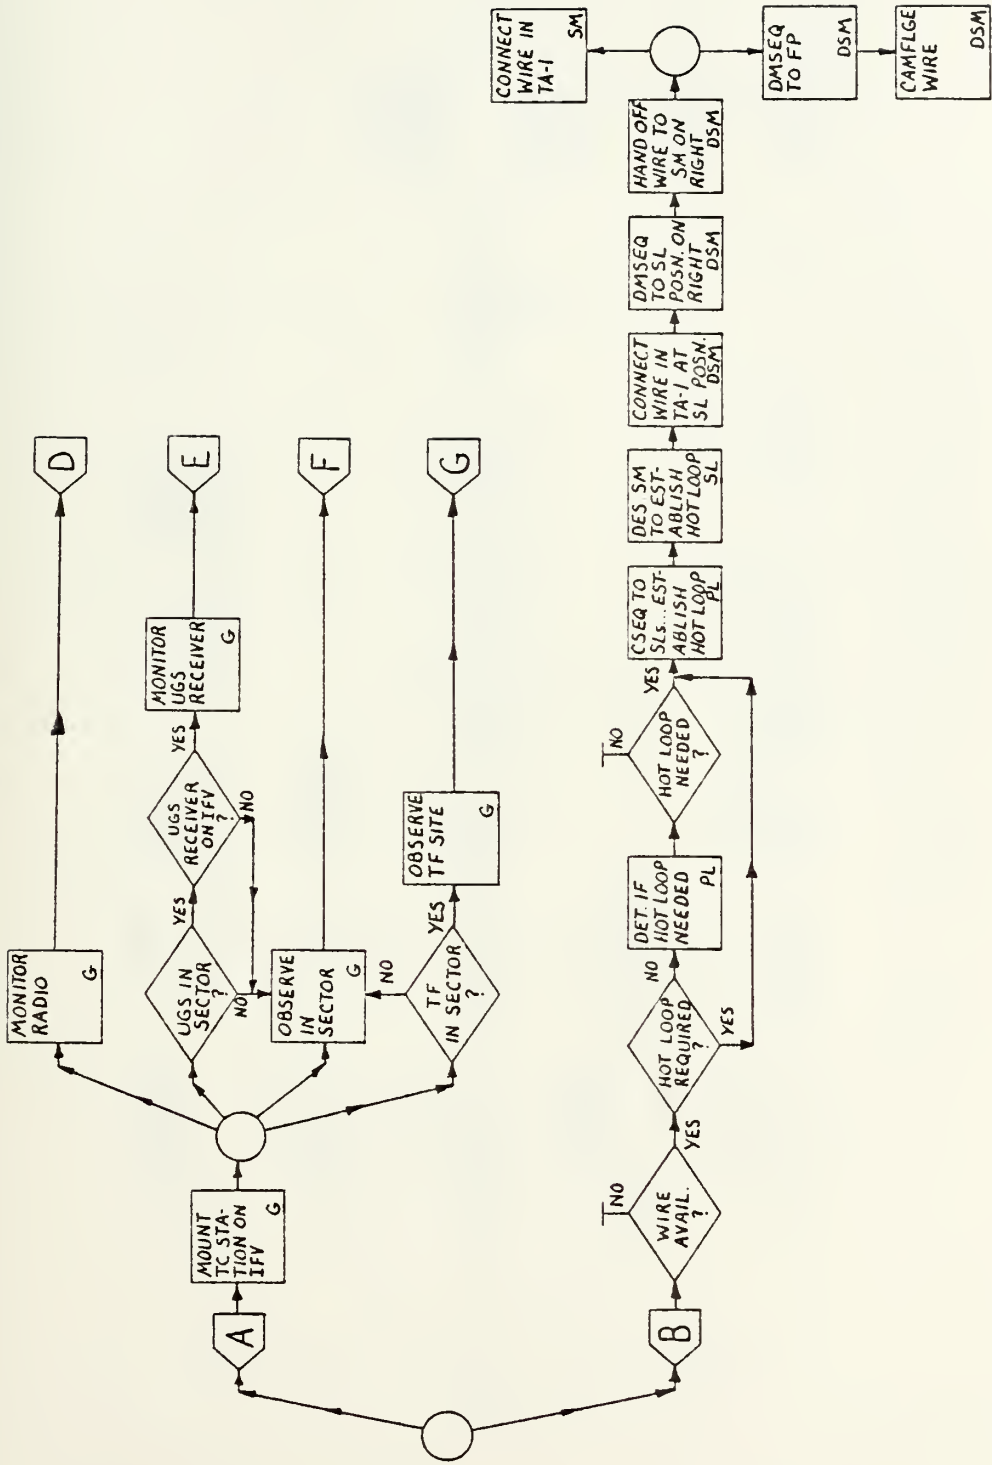 A
MOUNT
TC STA-
TION ON
IFV
G
MONITOR
RADIO
G
D
UGS IN
SECTOR
?
YES
NO
UGS
RECEIVER
ON IFV
?
YES
NO
MONITOR
UGS
RECEIVER
G
E
OBSERVE
IN
SECTOR
G
F
TF
IN SECTOR
?
NO
YES
OBSERVE
TF SITE
G
G
B
WIRE
AVAIL.
?
NO
YES
HOT LOOP
REQUIRED
?
NO
YES
DET. IF
HOT LOOP
NEEDED
PL
HOT LOOP
NEEDED
?
NO
YES
CSEQ TO
SLs... EST-
ABLISH
HOT LOOP
PL
DES SM
TO EST-
ABLISH
HOT LOOP
SL
CONNECT
WIRE IN
TA-1 AT
SL POSN.
DSM
DMSEQ
TO SL
POSN. ON
RIGHT
DSM
HAND OFF
WIRE TO
SM ON
RIGHT
DSM
CONNECT
WIRE IN
TA-1
SM
DMSEQ
TO FP
DSM
CAMFLGE
WIRE
DSM